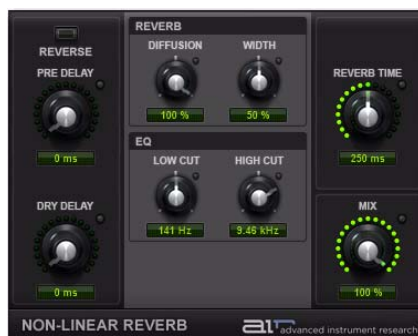 REVERSE
PRE DELAY
0 ms
DRY DELAY
0 ms
REVERB
DIFFUSION
WIDTH
100 %
50 %
EQ
LOW CUT
HIGH CUT
141 Hz
9.46 kHz
REVERB TIME
250 ms
MIX
100 %
NON-LINEAR REVERB
air advanced instrument research